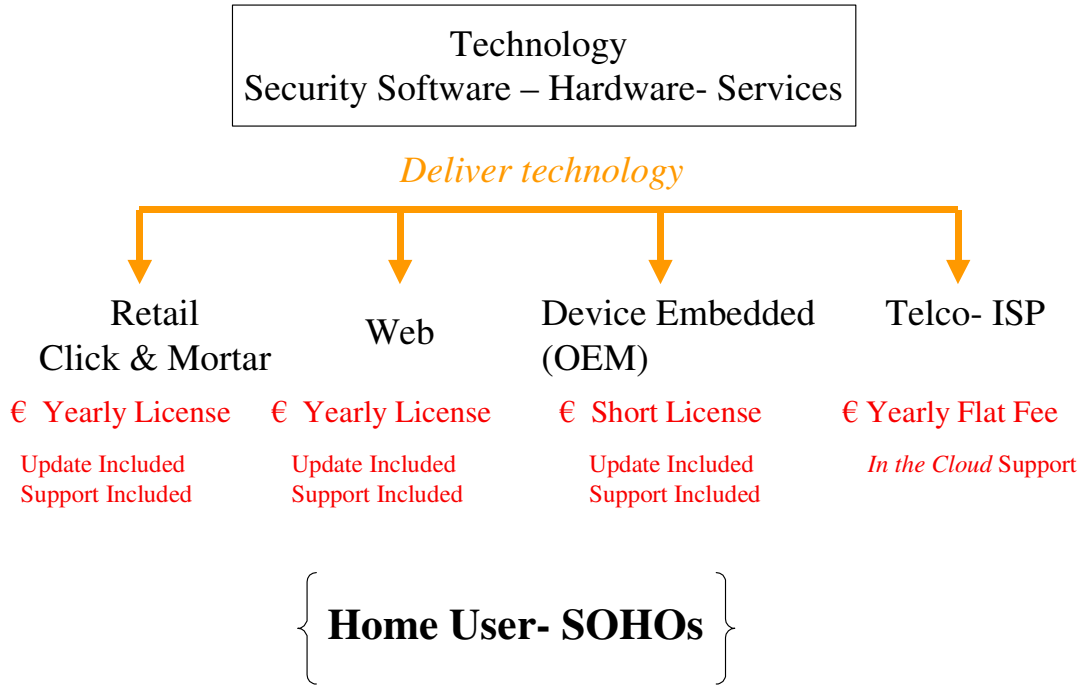 Technology
Security Software – Hardware- Services
Deliver technology
Retail
Click & Mortar
Web
Device Embedded
(OEM)
Telco- ISP
€ Yearly License
€ Yearly License
€ Short License
€ Yearly Flat Fee
Update Included
Support Included
Update Included
Support Included
Update Included
Support Included
In the Cloud Support
Home User- SOHOs